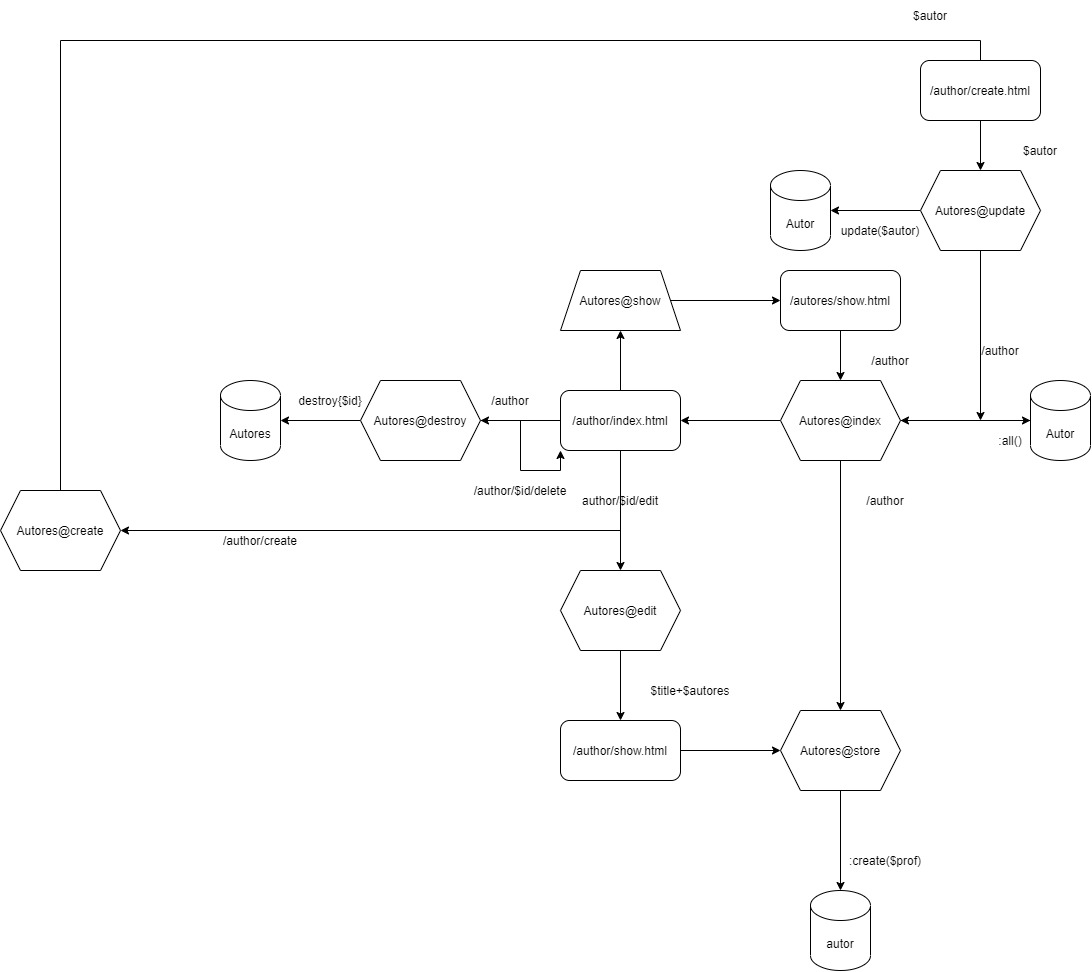 $autor
/author/create.html
$autor
Autores@update
Autor
update($autor)
Autores@show
/autores/show.html
/author
/author
destroy{$id}
/author
Autores
Autores@destroy
/author/index.html
Autores@index
Autor
:all()
/author/$id/delete
author/$id/edit
/author
Autores@create
/author/create
Autores@edit
$title+$autores
/author/show.html
Autores@store
:create($prof)
autor